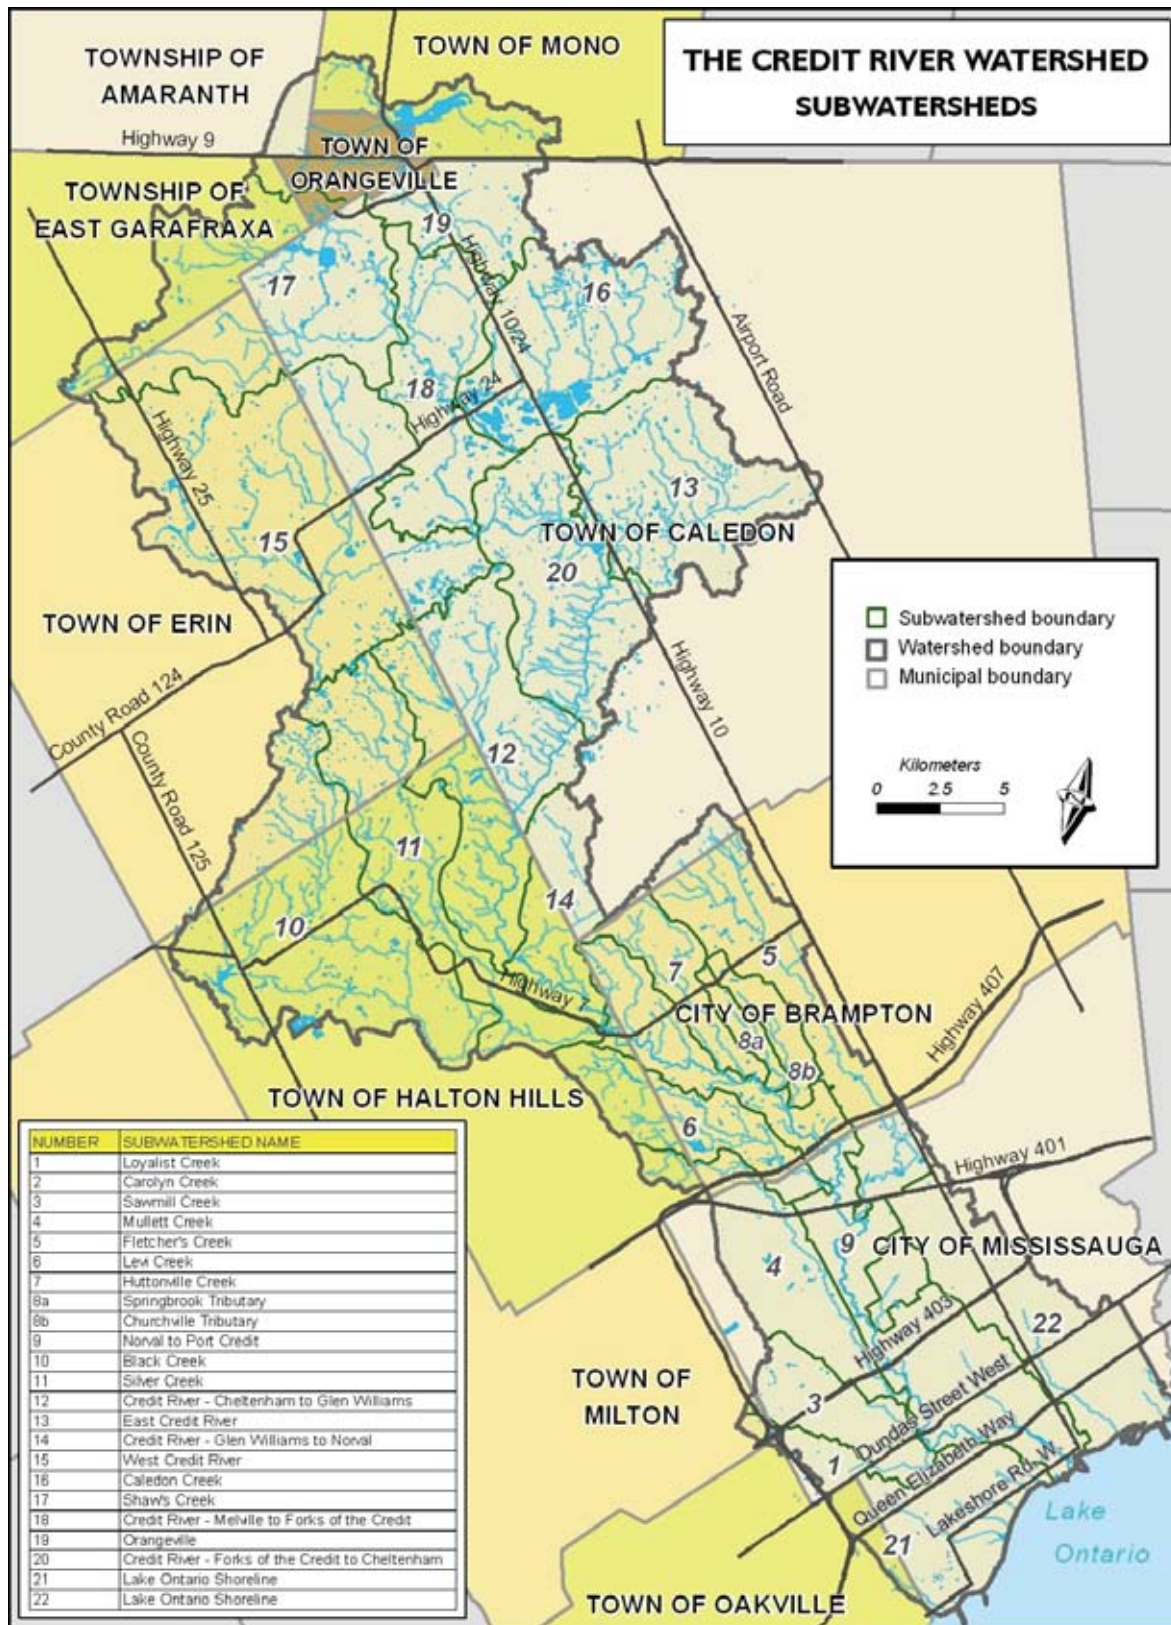 THE CREDIT RIVER WATERSHED
SUBWATERSHEDS
TOWNSHIP OF
AMARANTH
TOWN OF MONO
Highway 9
TOWN OF
ORANGEVILLE
TOWNSHIP OF
EAST GARAFRAXA
19
17
16
Highway 10/24
Airport Road
18
Highway 24
Highway 25
13
TOWN OF CALEDON
15
20
TOWN OF ERIN
Subwatershed boundary
Watershed boundary
Municipal boundary
Kilometers
0 2.5 5
County Road 124
County Road 125
Highway 10
12
11
14
10
Highway 7
7
5
CITY OF BRAMPTON
8a
8b
Highway 407
TOWN OF HALTON HILLS
6
Highway 401
9
CITY OF MISSISSAUGA
4
22
Highway 403
TOWN OF
MILTON
3
Dundas Street West
1
Queen Elizabeth Way
Lakeshore Rd. W.
21
Lake
Ontario
TOWN OF OAKVILLE
NUMBER SUBWATERSHED NAME
1 Loyalist Creek
2 Carolyn Creek
3 Sawmill Creek
4 Mullett Creek
5 Fletcher's Creek
6 Levi Creek
7 Huttonville Creek
8a Springbrook Tributary
8b Churchville Tributary
9 Norval to Port Credit
10 Black Creek
11 Silver Creek
12 Credit River - Cheltenham to Glen Williams
13 East Credit River
14 Credit River - Glen Williams to Norval
15 West Credit River
16 Caledon Creek
17 Shaw's Creek
18 Credit River - Melville to Forks of the Credit
19 Orangeville
20 Credit River - Forks of the Credit to Cheltenham
21 Lake Ontario Shoreline
22 Lake Ontario Shoreline